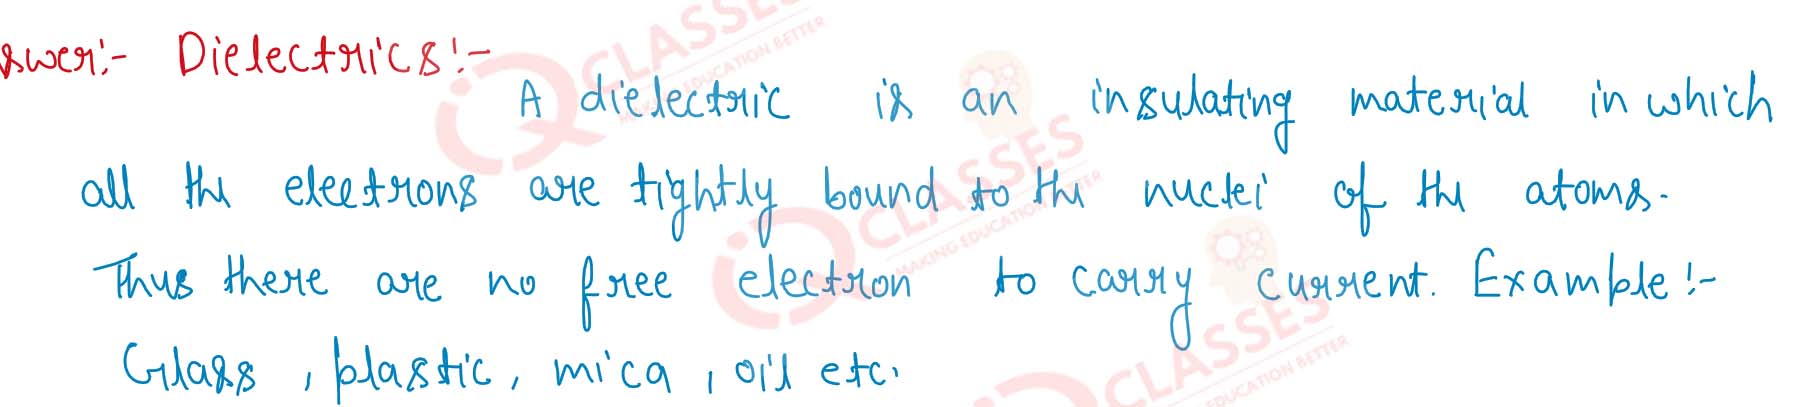 swer:- Dielectrics:-
A dielectric is an insulating material in which
all the electrons are tightly bound to the nuclei of the atoms.
Thus there are no free electron to carry current. Example:-
Glass, plastic, mica, oil etc.
IQ CLASSES
MAKING EDUCATION BETTER
IQ CLASSES
MAKING EDUCATION BETTER
CLASSES
EDUCATION BETTER